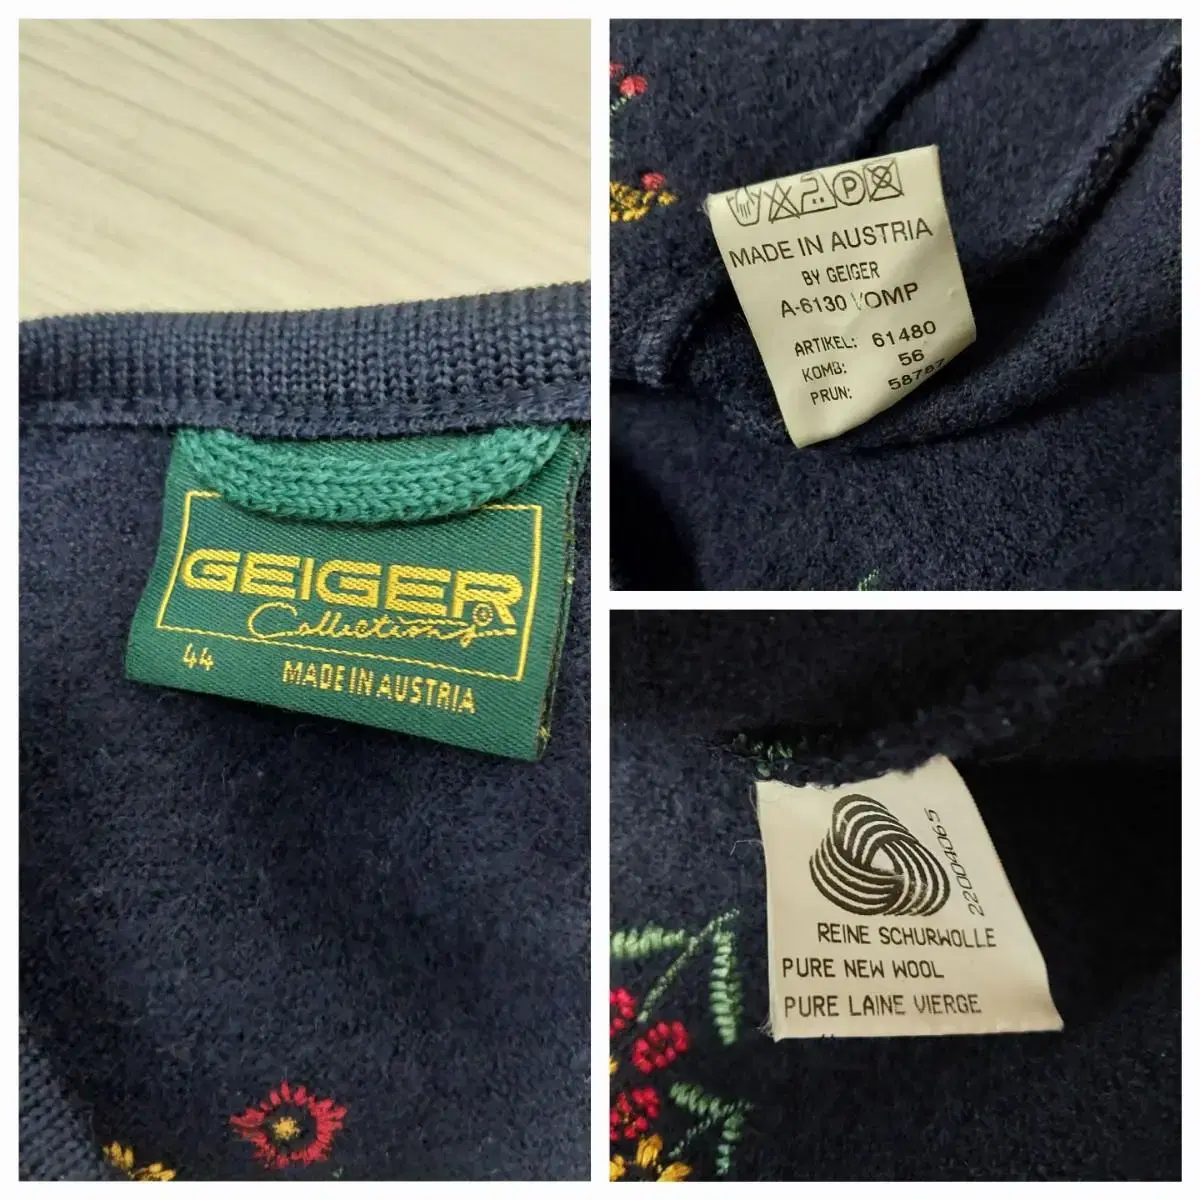 GEIGER
Collections
44 MADE IN AUSTRIA
P
MADE IN AUSTRIA
BY GEIGER
A-6130 VOMP
ARTIKEL: 61480
KOMB: 56
PRUN: 58787
22004065
REINE SCHURWOLLE
PURE NEW WOOL
PURE LAINE VIERGE